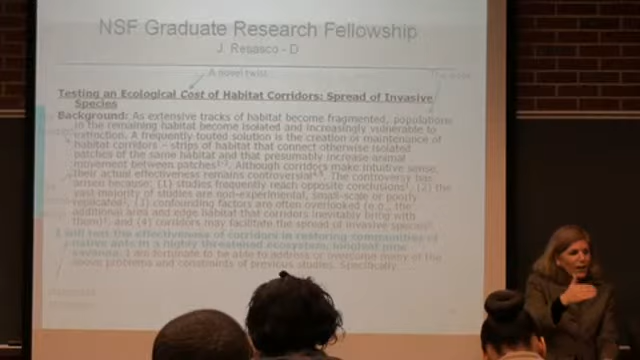 NSF Graduate Research Fellowship
J. Resasco - D
A novel twist
Testing an Ecological Cost of Habitat Corridors: Spread of Invasive
Species
Background: As extensive tracks of habitat become fragmented, populations
in the remaining habitat become isolated and increasingly vulnerable to
extinction. A frequently touted solution is the creation or maintenance of
habitat corridors - strips of habitat that connect otherwise isolated
patches of the same habitat and that presumably increase animal
movement between patches. Although corridors make intuitive sense,
their actual effectiveness remains controversial. The controversy has
arisen because: (1) studies frequently reach opposite conclusions, (2) the
vast majority of studies are non-experimental, small-scale or poorly
replicated, (3) confounding factors are often overlooked (e.g., the
additional area and edge habitat that corridors inevitably bring with
them), and (4) corridors may facilitate the spread of invasive species
I will test the effectiveness of corridors in restoring communities of
native ants in a highly threatened ecosystem, longleaf pine
savanna. I am fortunate to be able to address or overcome many of the
above problems and constraints of previous studies. Specifically